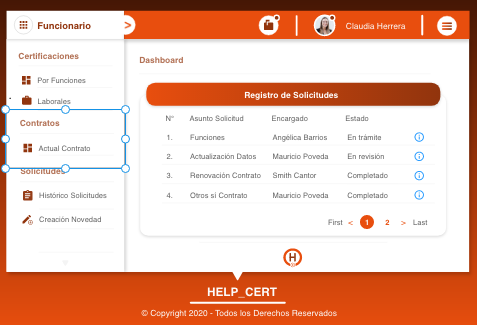 Funcionario
Claudia Herrera
Certificaciones
Por Funciones
Laborales
Contratos
Actual Contrato
Solicitudes
Histórico Solicitudes
Creación Novedad
Dashboard
Registro de Solicitudes
N° Asunto Solicitud Encargado Estado
1. Funciones Angélica Barrios En trámite
2. Actualización Datos Mauricio Poveda En revisión
3. Renovación Contrato Smith Cantor Completado
4. Otros si Contrato Mauricio Poveda Completado
First < 1 2 > Last
H
HELP_CERT
© Copyright 2020 - Todos los Derechos Reservados